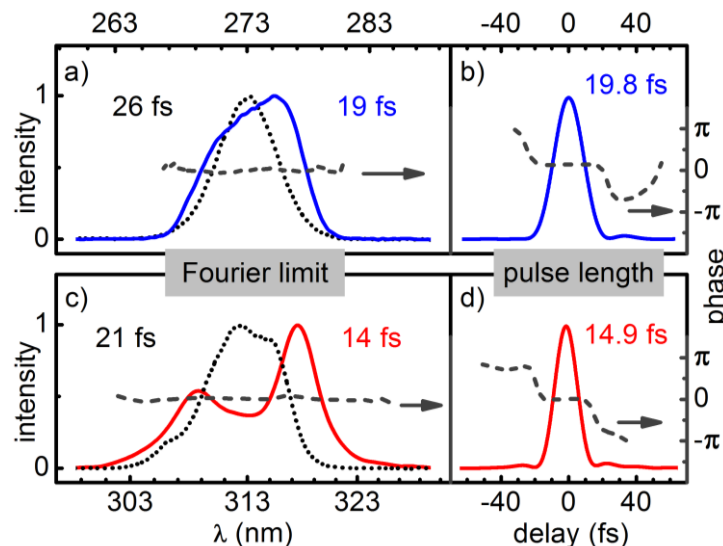 263 273 283 -40 0 40
a) b)
26 fs 19 fs 19.8 fs
1
intensity
0
π
0
-π
Fourier limit pulse length
phase
c) d)
21 fs 14 fs 14.9 fs
1
intensity
0
π
0
-π
303 313 323 -40 0 40
λ (nm) delay (fs)